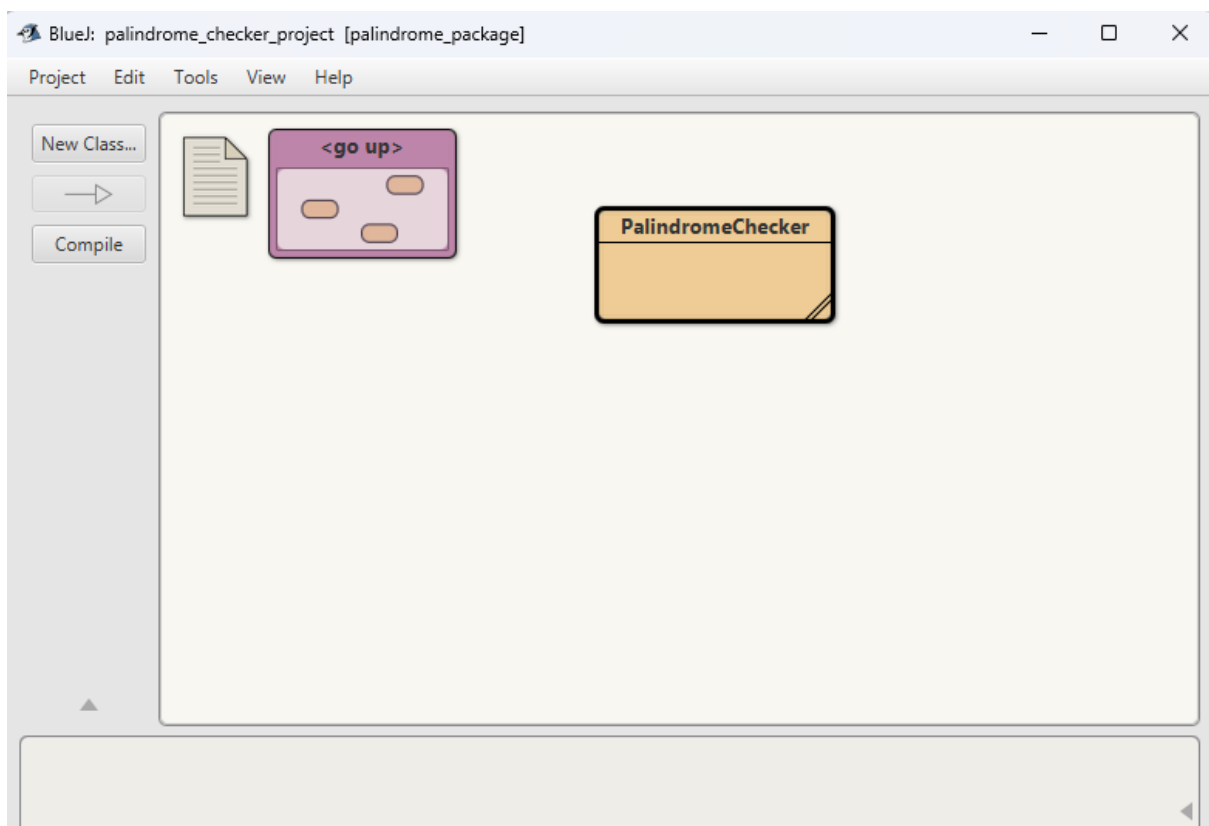 BlueJ: palindrome_checker_project [palindrome_package]
Project Edit Tools View Help
New Class...
<go up>
PalindromeChecker
Compile